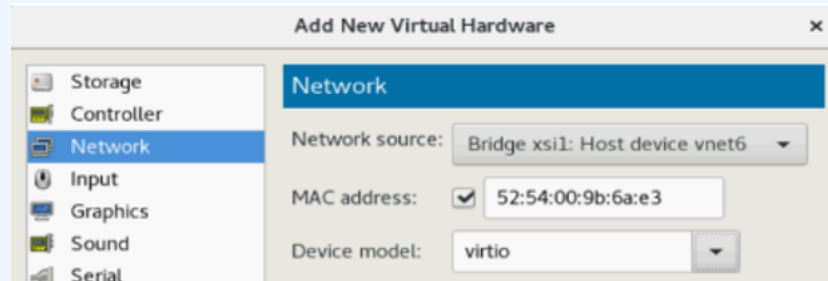 Add New Virtual Hardware ×
Storage
Controller
Network
Input
Graphics
Sound
Serial
Network
Network source: Bridge xsi1: Host device vnet6
MAC address: 52:54:00:9b:6a:e3
Device model: virtio